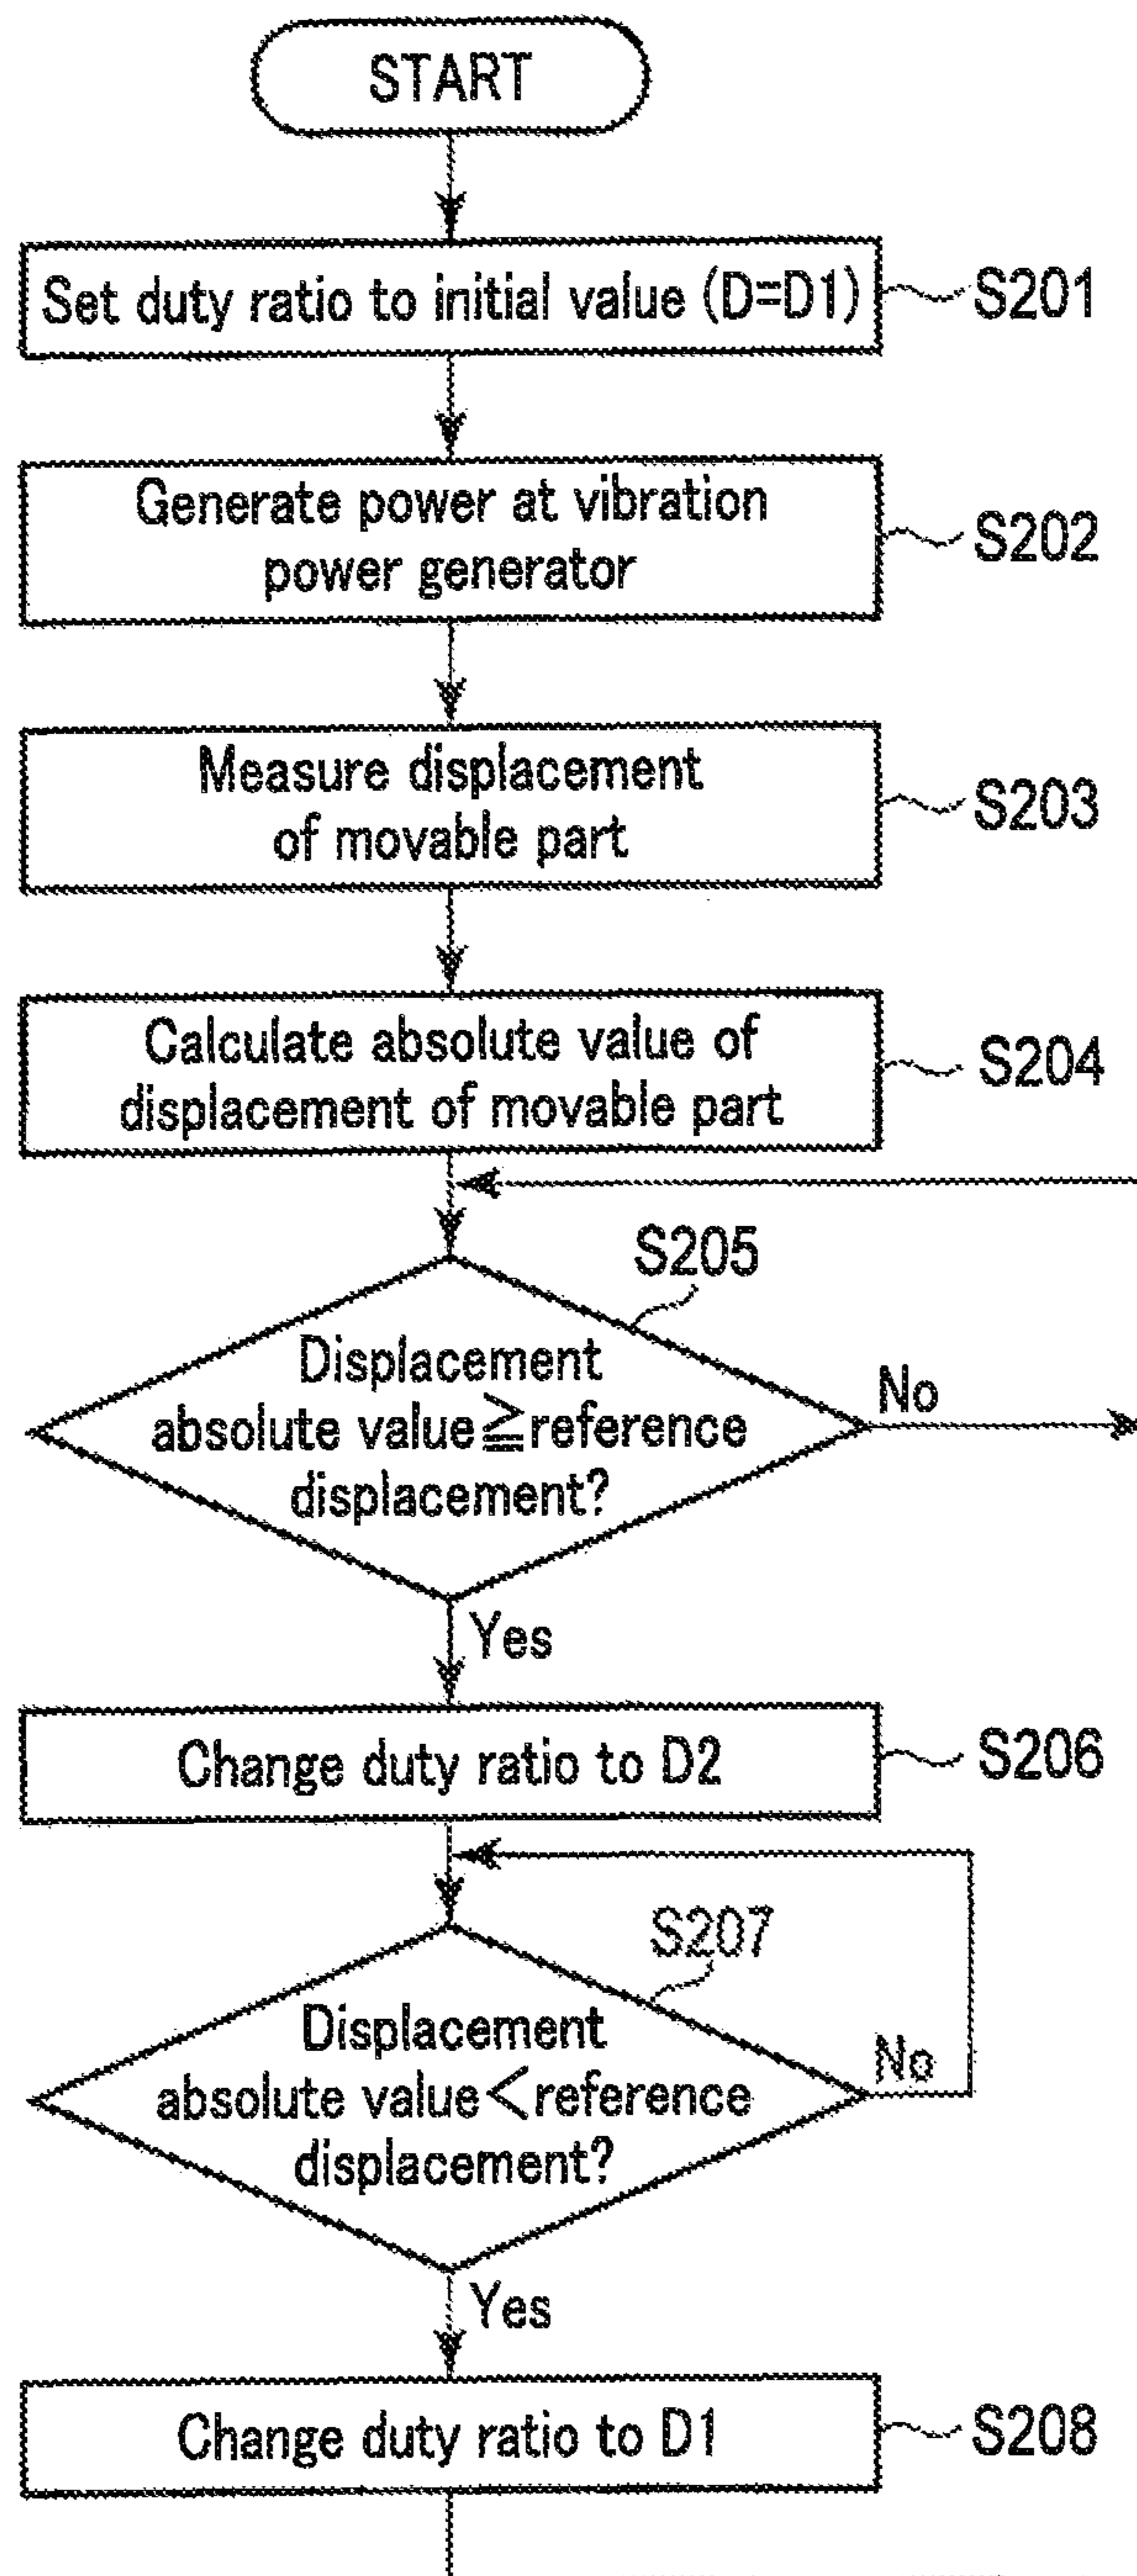 START
Set duty ratio to initial value (D=D1)
S201
Generate power at vibration
power generator
S202
Measure displacement
of movable part
S203
Calculate absolute value of
displacement of movable part
S204
S205
Displacement
absolute value≧reference
displacement?
No
Yes
Change duty ratio to D2
S206
S207
Displacement
absolute value<reference
displacement?
No
Yes
Change duty ratio to D1
S208